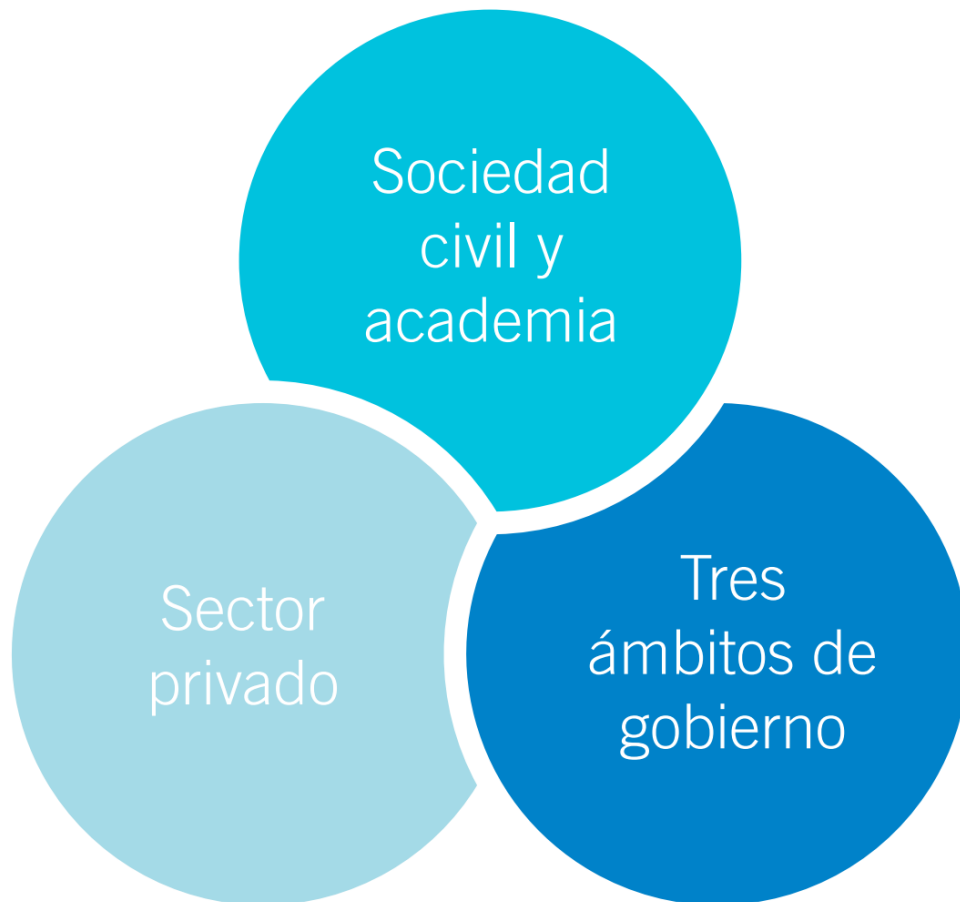 Sociedad
civil y
academia
Sector
privado
Tres
ámbitos de
gobierno